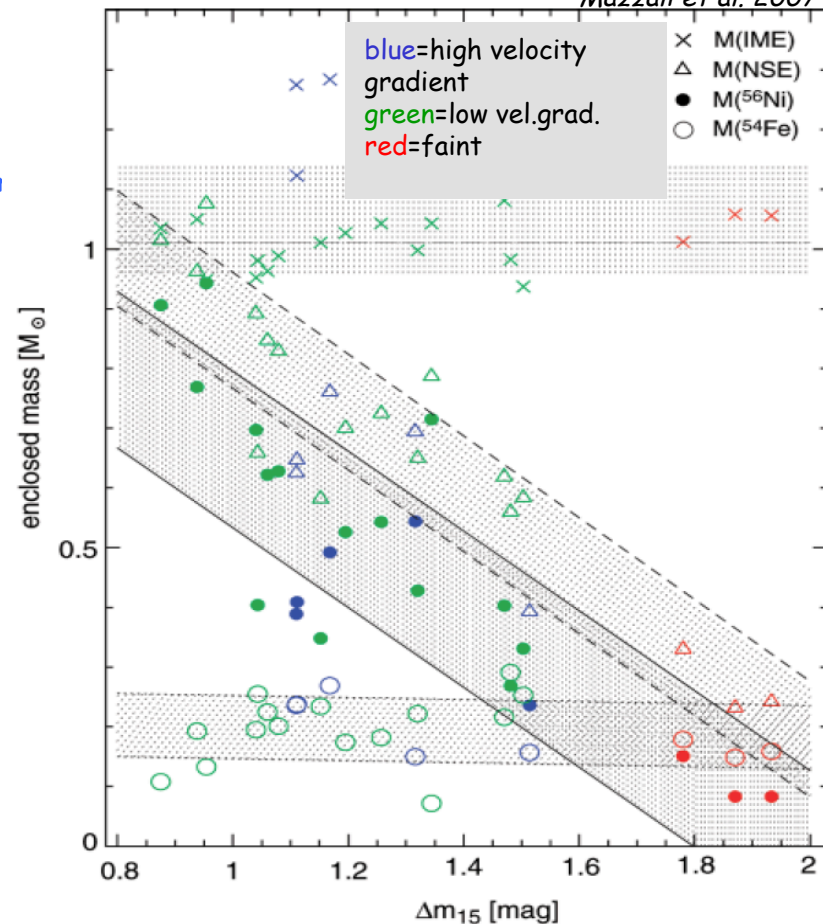 Mazzali et al. 2007
blue=high velocity
gradient
green=low vel.grad.
red=faint
M(IME)
M(NSE)
M(⁵⁶Ni)
M(⁵⁴Fe)
enclosed mass [M⊙]
1
0.5
0
0.8 1 1.2 1.4 1.6 1.8 2
Δm₁₅ [mag]